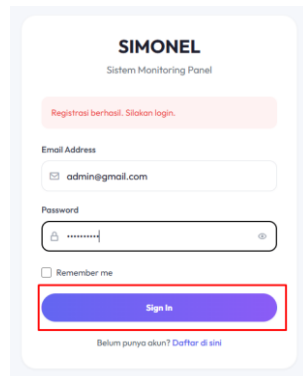 SIMONEL
Sistem Monitoring Panel
Registrasi berhasil. Silakan login.
Email Address
admin@gmail.com
Password
••••••••••
Remember me
Sign In
Belum punya akun? Daftar di sini